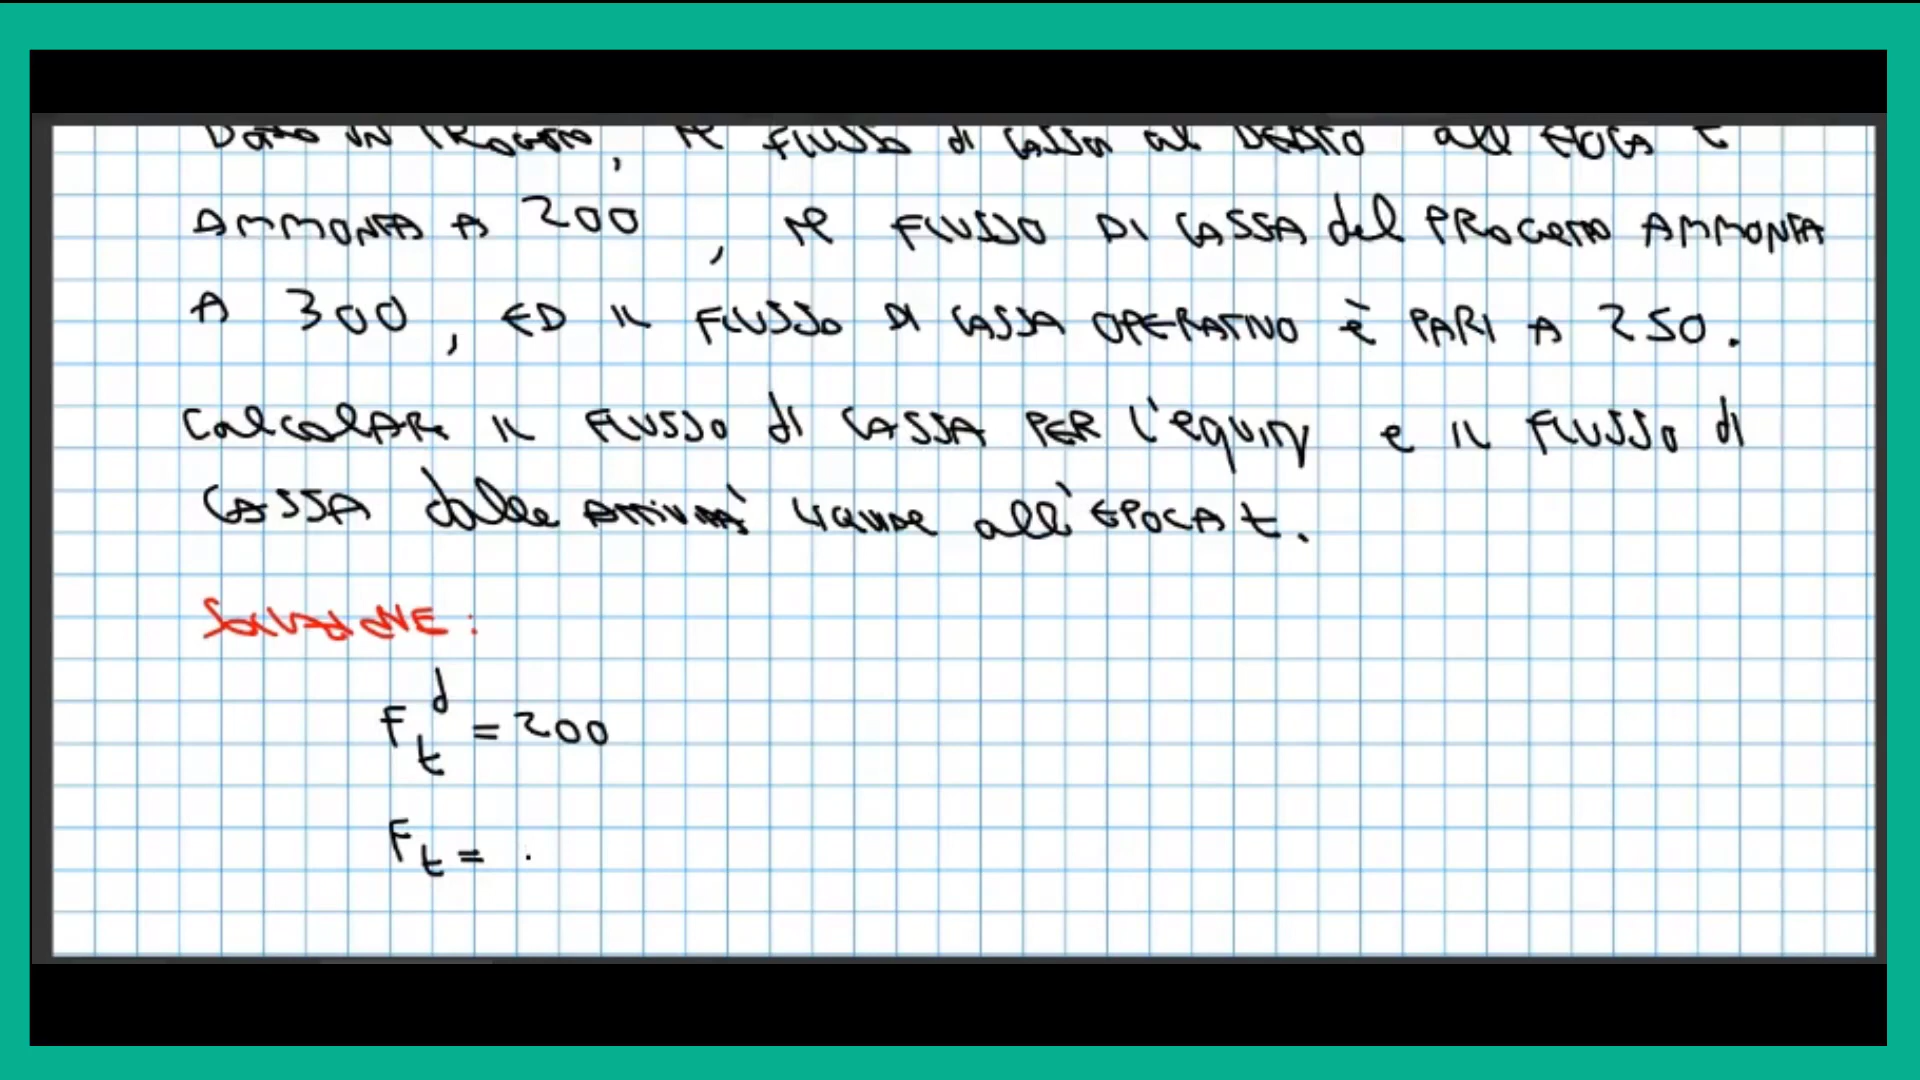 Dato un Progetto, il flusso di cassa al debito all'epoca t
AMMONTA A 200, il FLUSSO DI CASSA del PROGETTO AMMONTA
A 300, ED IL FLUSSO DI CASSA OPERATIVO è PARI A 250.
Calcolare il FLUSSO di CASSA PER l'equity e IL FLUSSO di
CASSA dalle attività liquide all'EPOCA t.
SOLUZIONE:
F_t^d = 200
F_t = .